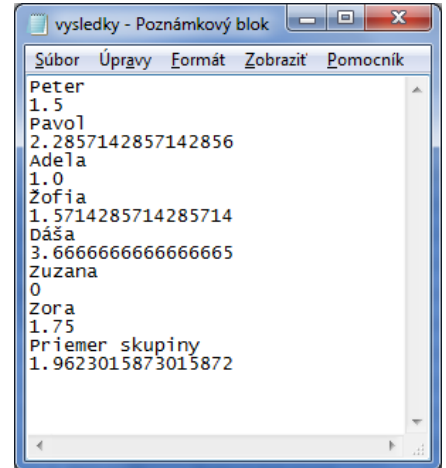 vysledky - Poznámkový blok
Súbor Úpravy Formát Zobraziť Pomocník
Peter
1.5
Pavol
2.2857142857142856
Adela
1.0
Žofia
1.5714285714285714
Dáša
3.6666666666666665
Zuzana
0
Zora
1.75
Priemer skupiny
1.9623015873015872